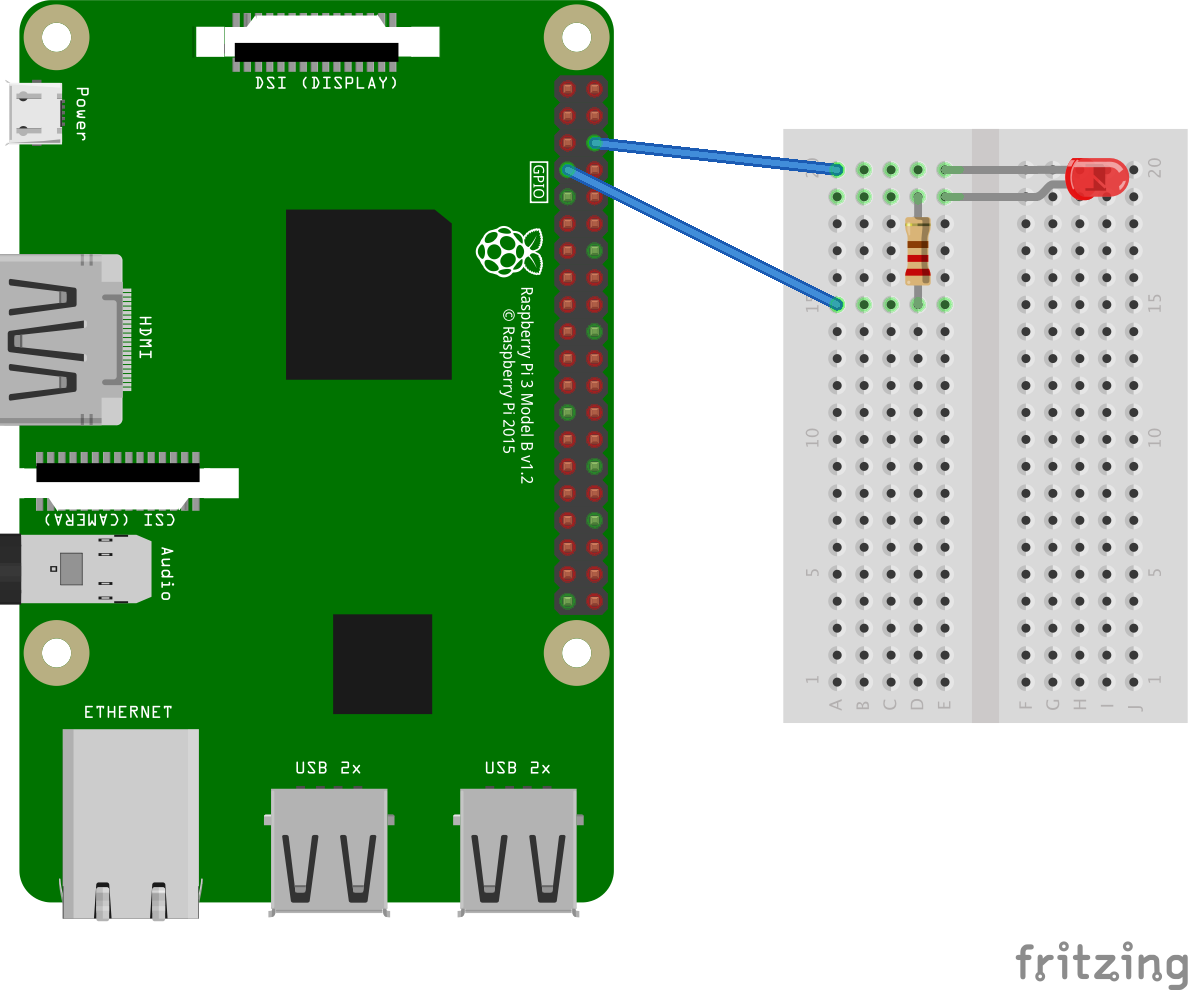 DSI (DISPLAY)
Power
GPIO
HDMI
Raspberry Pi 3 Model B v1.2
© Raspberry Pi 2015
CSI (CAMERA)
Audio
ETHERNET
USB 2x
USB 2x
20
20
15
15
10
10
5
5
1
1
A B C D E F G H I J
fritzing